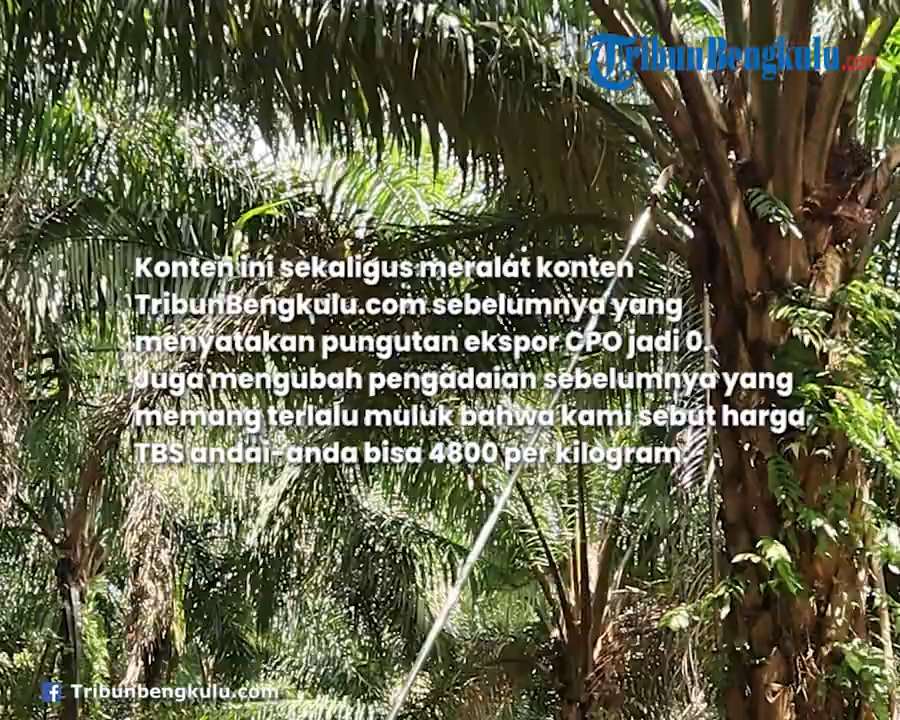 TribunBengkulu.com
Konten ini sekaligus meralat konten
TribunBengkulu.com sebelumnya yang
menyatakan pungutan ekspor CPO jadi 0.
Juga mengubah pengadaian sebelumnya yang
memang terlalu muluk bahwa kami sebut harga
TBS andai-anda bisa 4800 per kilogram.
Tribunbengkulu.com